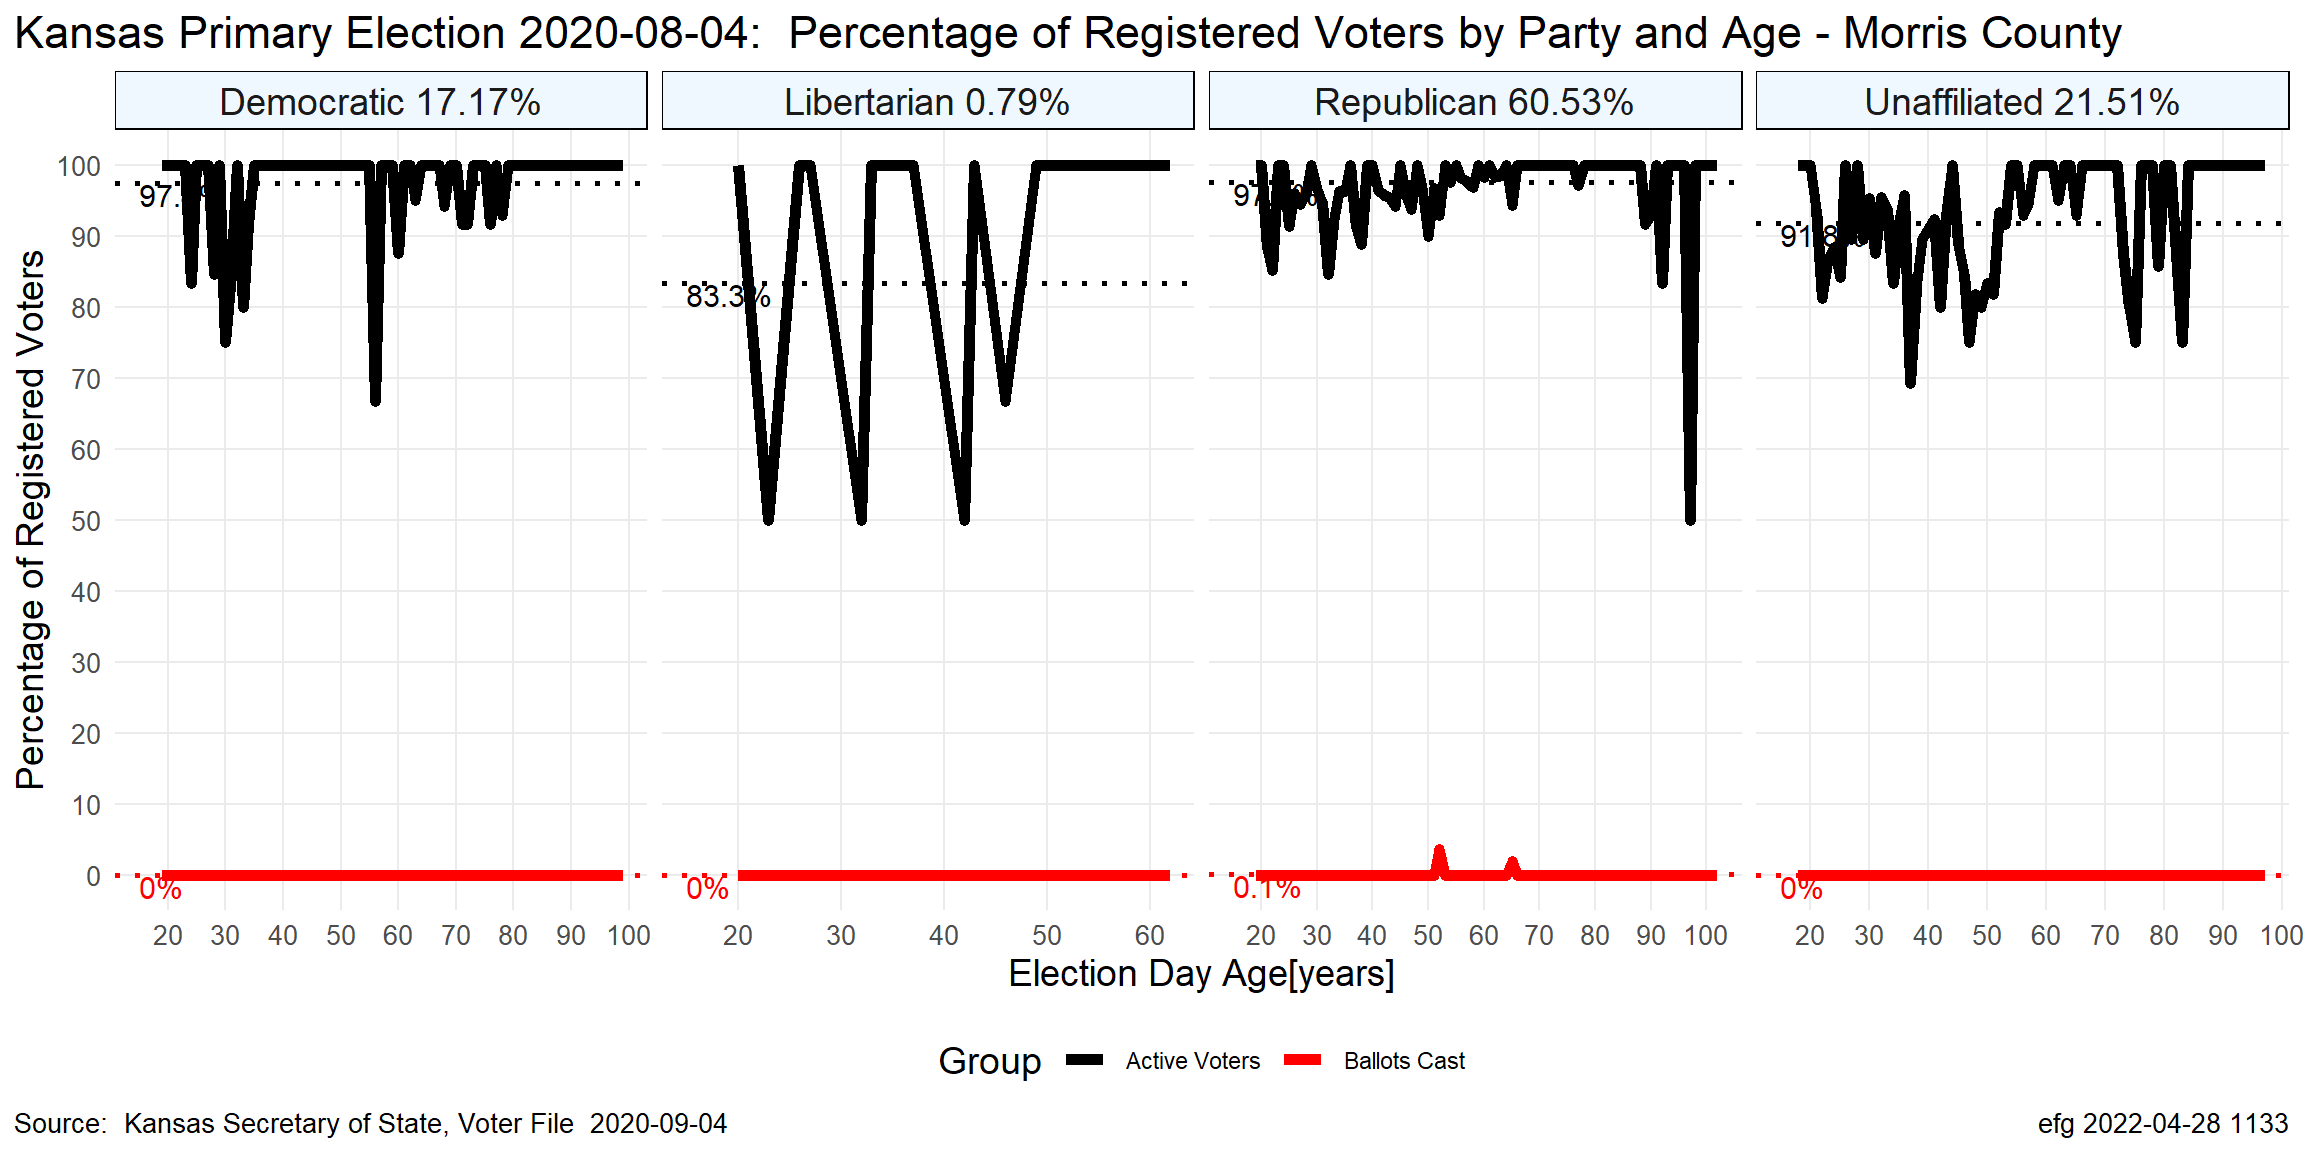 Kansas Primary Election 2020-08-04:  Percentage of Registered Voters by Party and Age - Morris County
Democratic 17.17%
Libertarian 0.79%
Republican 60.53%
Unaffiliated 21.51%
Percentage of Registered Voters
100
90
80
70
60
50
40
30
20
10
0
83.3%
91.8%
0%
0%
0.1%
0%
20 30 40 50 60 70 80 90 100
20 30 40 50 60
20 30 40 50 60 70 80 90 100
20 30 40 50 60 70 80 90 100
Election Day Age[years]
Group Active Voters Ballots Cast
Source:  Kansas Secretary of State, Voter File  2020-09-04
efg 2022-04-28 1133